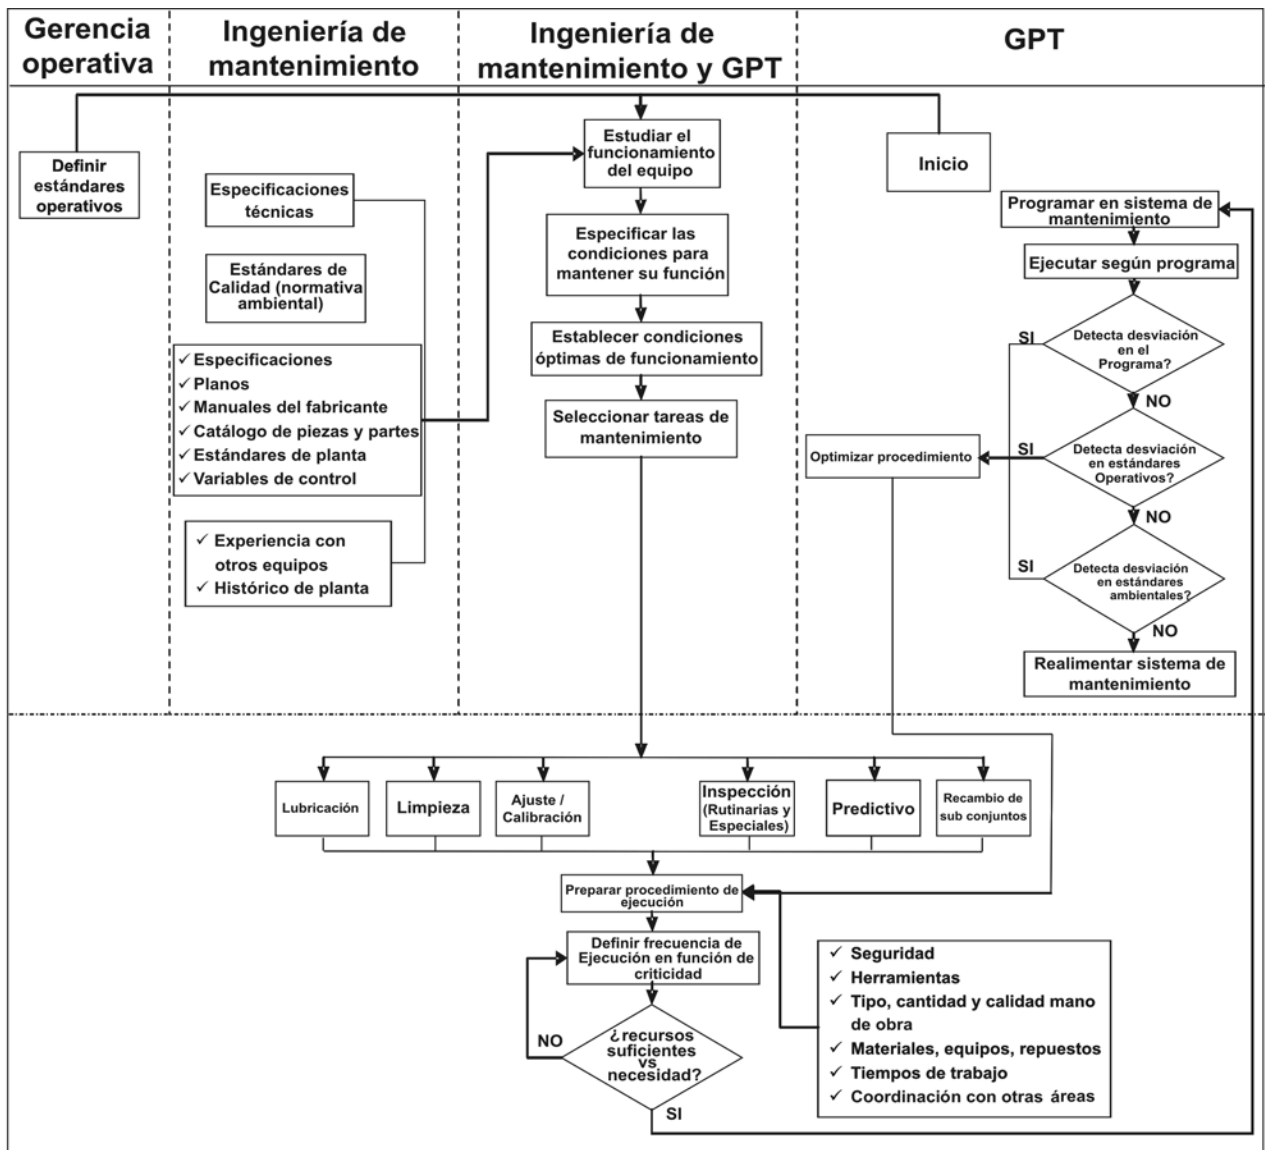 Gerencia
operativa
Ingeniería de
mantenimiento
Ingeniería de
mantenimiento y GPT
GPT
Definir
estándares
operativos
Especificaciones
técnicas
Estándares de
Calidad (normativa
ambiental)
✓ Especificaciones
✓ Planos
✓ Manuales del fabricante
✓ Catálogo de piezas y partes
✓ Estándares de planta
✓ Variables de control
✓ Experiencia con
otros equipos
✓ Histórico de planta
Estudiar el
funcionamiento
del equipo
Especificar las
condiciones para
mantener su función
Establecer condiciones
óptimas de funcionamiento
Seleccionar tareas de
mantenimiento
Inicio
Programar en sistema de
mantenimiento
Ejecutar según programa
Detecta desviación
en el
Programa?
SI
NO
Detecta desviación
en estándares
Operativos?
SI
NO
Optimizar procedimiento
Detecta desviación
en estándares
ambientales?
SI
NO
Realimentar sistema de
mantenimiento
Lubricación
Limpieza
Ajuste /
Calibración
Inspección
(Rutinarias y
Especiales)
Predictivo
Recambio de
sub conjuntos
Preparar procedimiento de
ejecución
Definir frecuencia de
Ejecución en función de
criticidad
¿recursos
suficientes
vs
necesidad?
NO
SI
✓ Seguridad
✓ Herramientas
✓ Tipo, cantidad y calidad mano
de obra
✓ Materiales, equipos, repuestos
✓ Tiempos de trabajo
✓ Coordinación con otras áreas